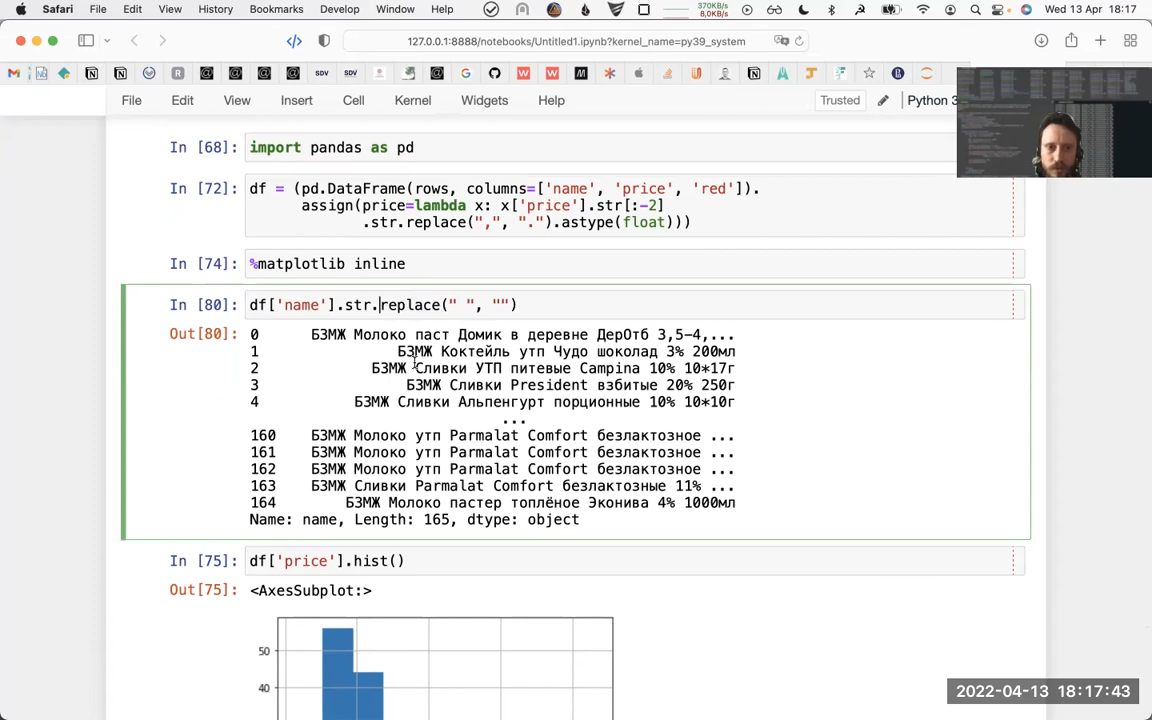 Safari File Edit View History Bookmarks Develop Window Help 370KB/ 8,0KB/ Wed 13 Apr 18:17
127.0.0.1:8888/notebooks/Untitled1.ipynb?kernel_name=py39_system
File Edit View Insert Cell Kernel Widgets Help Trusted Python 3
In [68]: import pandas as pd
In [72]: df = (pd.DataFrame(rows, columns=['name', 'price', 'red']).
assign(price=lambda x: x['price'].str[:-2]
.str.replace(",", ".").astype(float)))
In [74]: %matplotlib inline
In [80]: df['name'].str.replace(" ", "")
Out[80]: 0 БЗМЖ Молоко паст Домик в деревне ДерОтб 3,5-4,...
1 БЗМЖ Коктейль утп Чудо шоколад 3% 200мл
2 БЗМЖ Сливки УТП питевые Campina 10% 10*17г
3 БЗМЖ Сливки President взбитые 20% 250г
4 БЗМЖ Сливки Альпенгурт порционные 10% 10*10г
...
160 БЗМЖ Молоко утп Parmalat Comfort безлактозное ...
161 БЗМЖ Молоко утп Parmalat Comfort безлактозное ...
162 БЗМЖ Молоко утп Parmalat Comfort безлактозное ...
163 БЗМЖ Сливки Parmalat Comfort безлактозные 11% ...
164 БЗМЖ Молоко пастер топлёное Эконива 4% 1000мл
Name: name, Length: 165, dtype: object
In [75]: df['price'].hist()
Out[75]: <AxesSubplot:>
50
40
2022-04-13 18:17:43